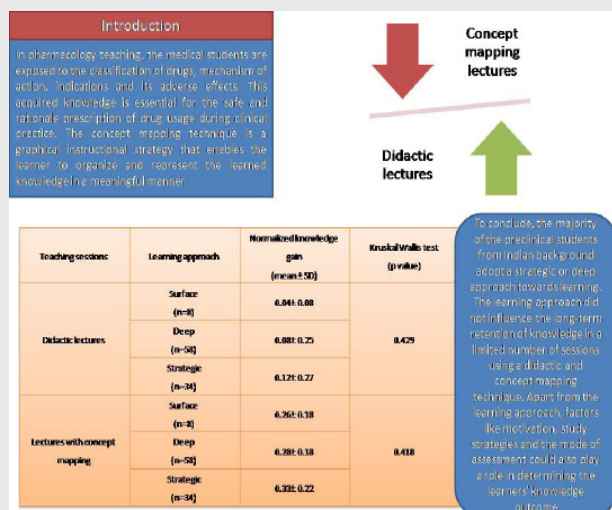 Introduction
In pharmacology teaching, the medical students are
exposed to the classification of drugs, mechanism of
action, indications and its adverse effects. This
acquired knowledge is essential for the safe and
rationale prescription of drug usage during clinical
practice. The concept mapping technique is a
graphical instructional strategy that enables the
learner to organize and represent the learned
knowledge in a meaningful manner
Concept
mapping
lectures
Didactic
lectures
Teaching sessions
Learning approach
Normalized knowledge
gain
(mean ± SD)
Kruskal Wallis test
(p value)
Didactic lectures
Surface
(n=8)
0.04± 0.08
Deep
(n=58)
0.08± 0.25
Strategic
(n=34)
0.12± 0.27
0.429
Lectures with concept
mapping
Surface
(n=8)
0.26± 0.18
Deep
(n=58)
0.28± 0.18
Strategic
(n=34)
0.33± 0.22
0.418
To conclude, the majority
of the preclinical students
from Indian background
adopt a strategic or deep
approach towards learning.
The learning approach did
not influence the long-term
retention of knowledge in a
limited number of sessions
using a didactic and
concept mapping
technique. Apart from the
learning approach, factors
like motivation, study
strategies and the mode of
assessment could also play
a role in determining the
learners' knowledge
outcome